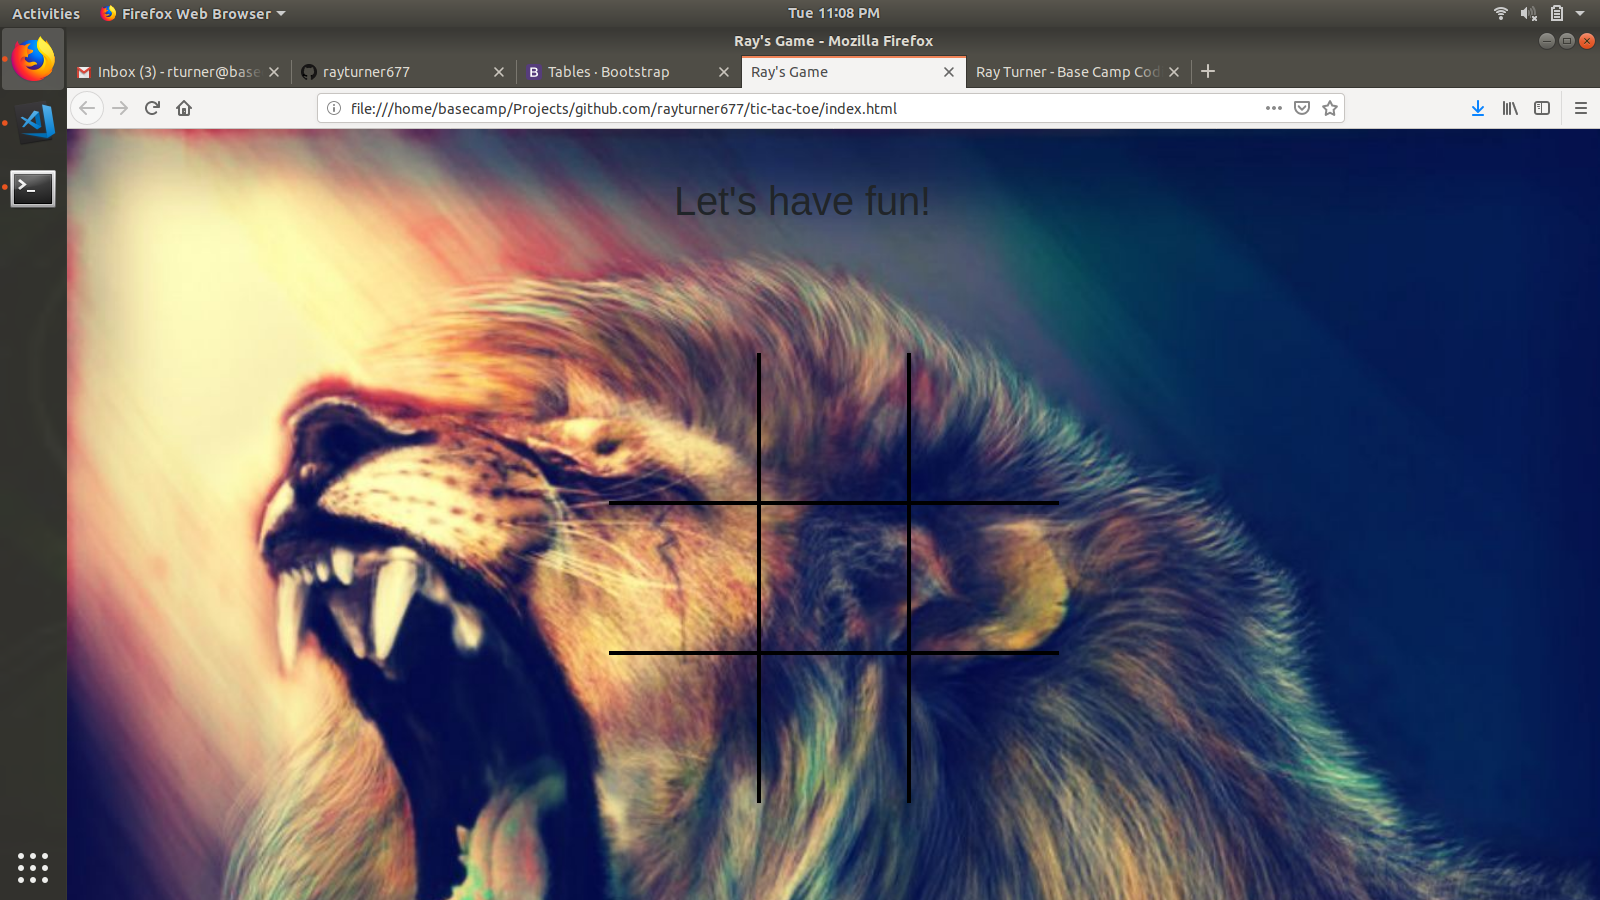 Activities
Firefox Web Browser
Tue 11:08 PM
Ray's Game - Mozilla Firefox
Inbox (3) - rturner@base
rayturner677
B Tables · Bootstrap
Ray's Game
Ray Turner - Base Camp Cod
file:///home/basecamp/Projects/github.com/rayturner677/tic-tac-toe/index.html
Let's have fun!